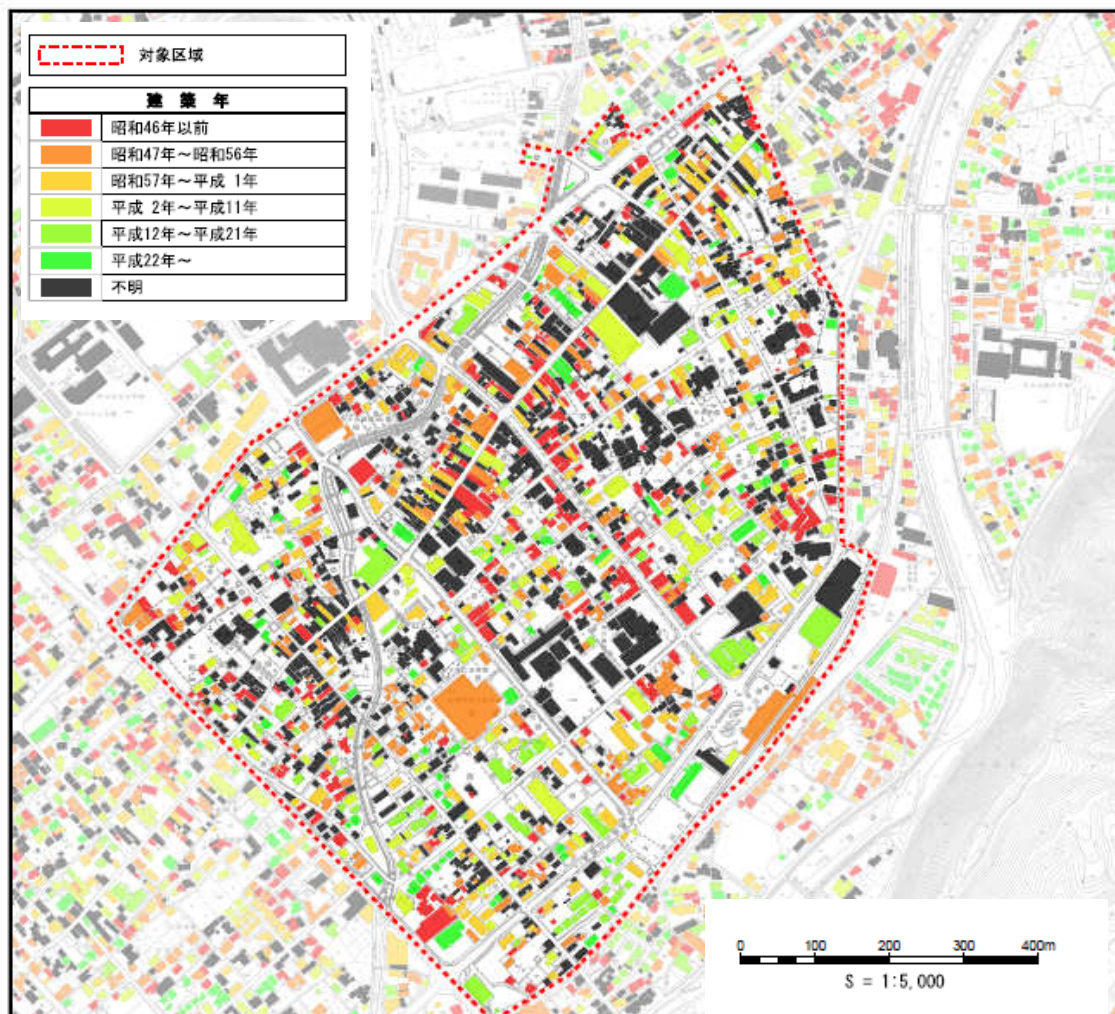 対象区域
建 築 年
昭和46年以前
昭和47年～昭和56年
昭和57年～平成 1年
平成 2年～平成11年
平成12年～平成21年
平成22年～
不明
0 100 200 300 400m
S = 1:5,000